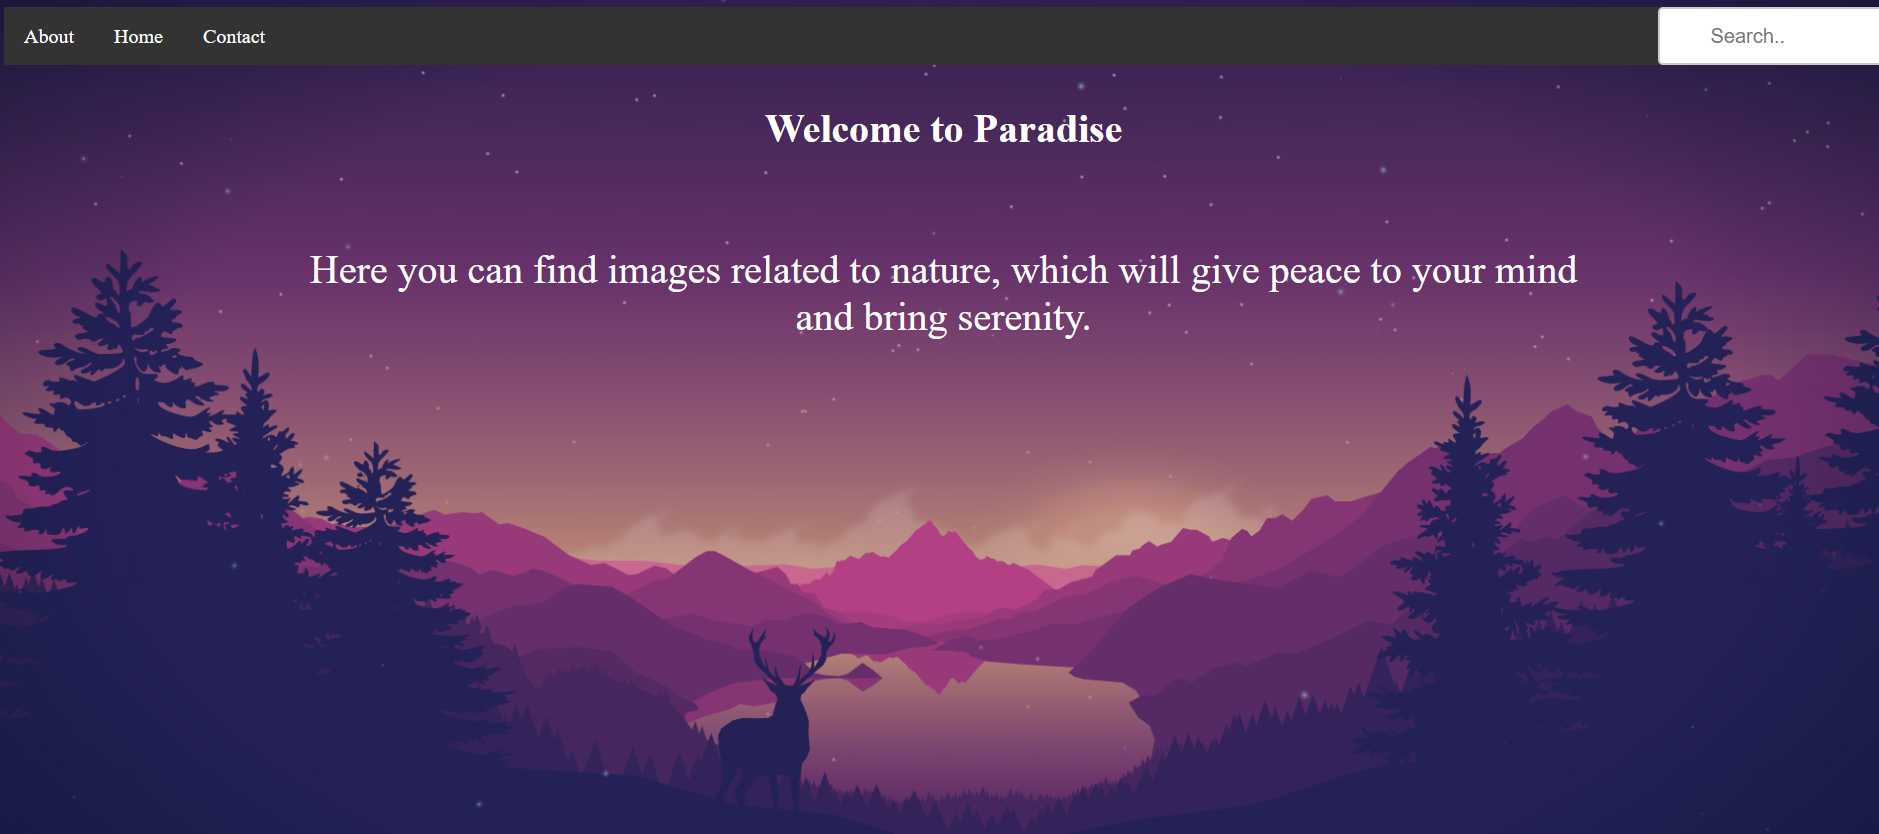 About Home Contact Search..
Welcome to Paradise
Here you can find images related to nature, which will give peace to your mind
and bring serenity.